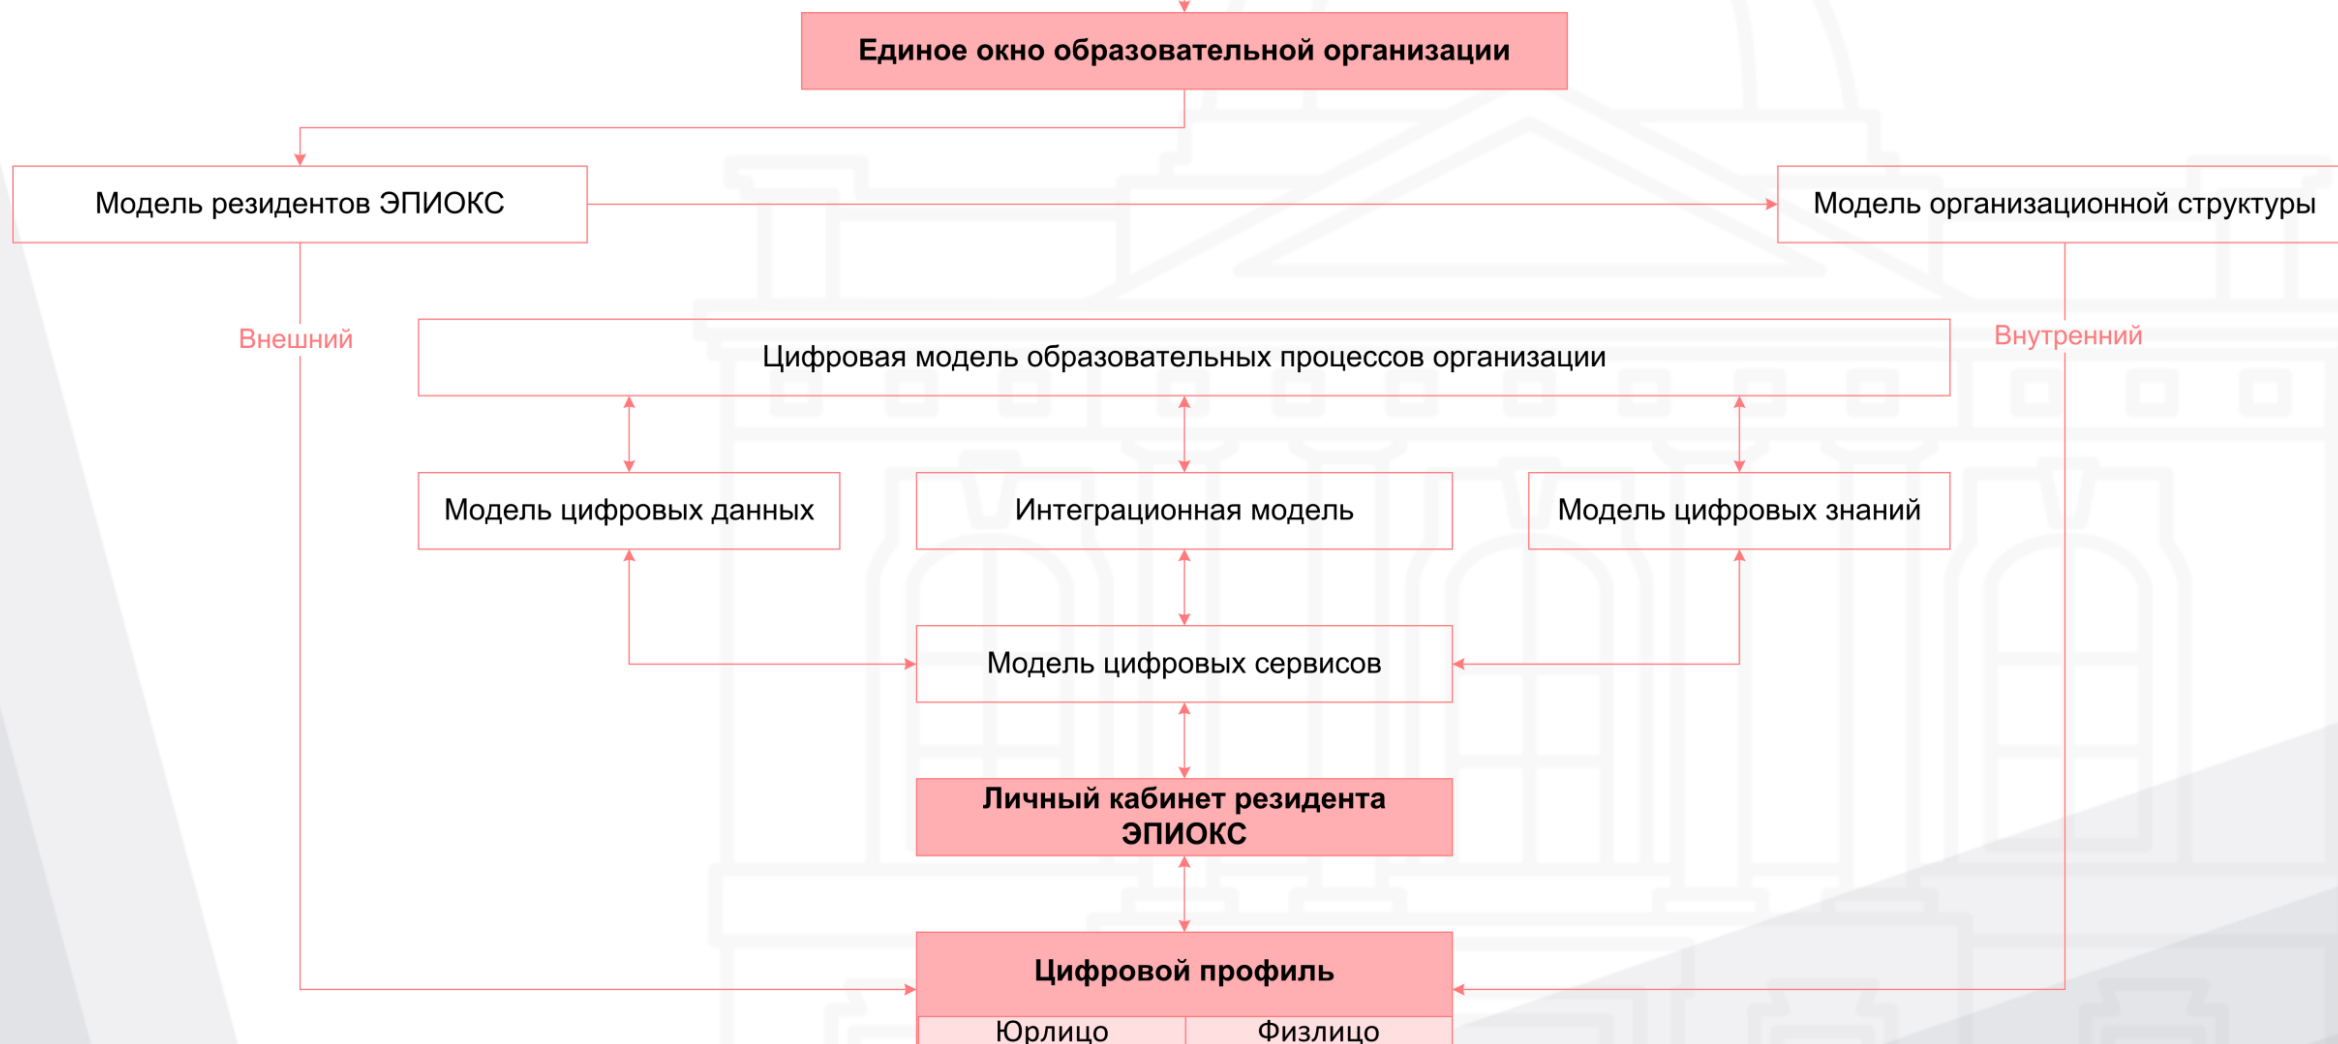 Единое окно образовательной организации
Модель резидентов ЭПИОКС
Модель организационной структуры
Внешний
Внутренний
Цифровая модель образовательных процессов организации
Модель цифровых данных
Интеграционная модель
Модель цифровых знаний
Модель цифровых сервисов
Личный кабинет резидента
ЭПИОКС
Цифровой профиль
Юрлицо
Физлицо